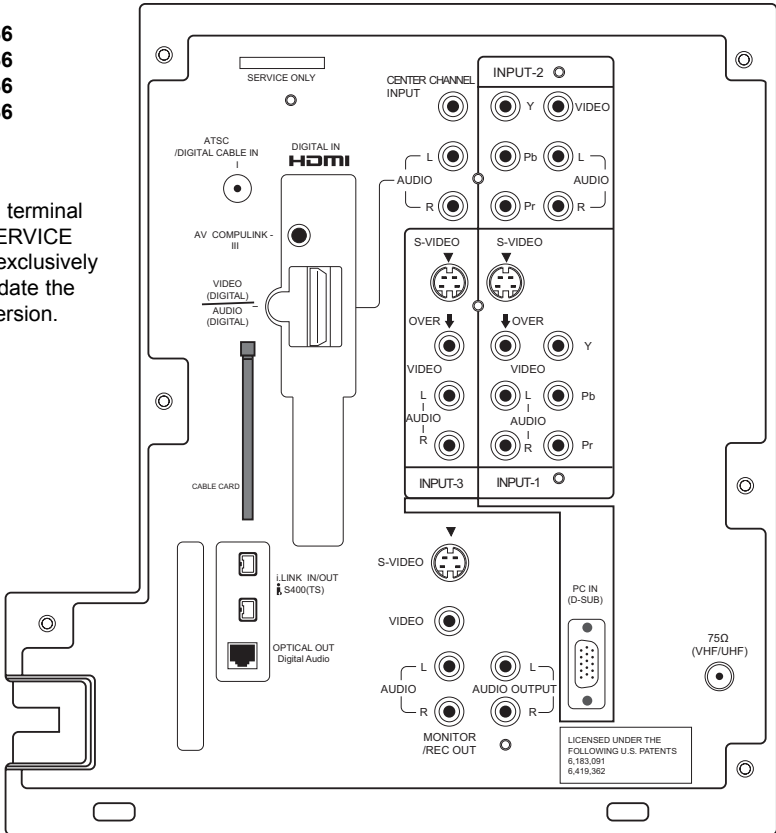 6
6
6
6
terminal
ERVICE
exclusively
date the
ersion.
SERVICE ONLY
ATSC
/DIGITAL CABLE IN
DIGITAL IN
HDMI
AV COMPULINK -
III
VIDEO
(DIGITAL)
AUDIO
(DIGITAL)
CABLE CARD
i.LINK IN/OUT
S400(TS)
OPTICAL OUT
Digital Audio
CENTER CHANNEL
INPUT
L
AUDIO
R
INPUT-2
Y VIDEO
Pb L
AUDIO
Pr R
S-VIDEO S-VIDEO
OVER OVER
Y
VIDEO VIDEO
L L Pb
AUDIO AUDIO
R R Pr
INPUT-3 INPUT-1
S-VIDEO
VIDEO
L L
AUDIO AUDIO OUTPUT
R R
MONITOR
/REC OUT
PC IN
(D-SUB)
75Ω
(VHF/UHF)
LICENSED UNDER THE
FOLLOWING U.S. PATENTS
6,183,091
6,419,362